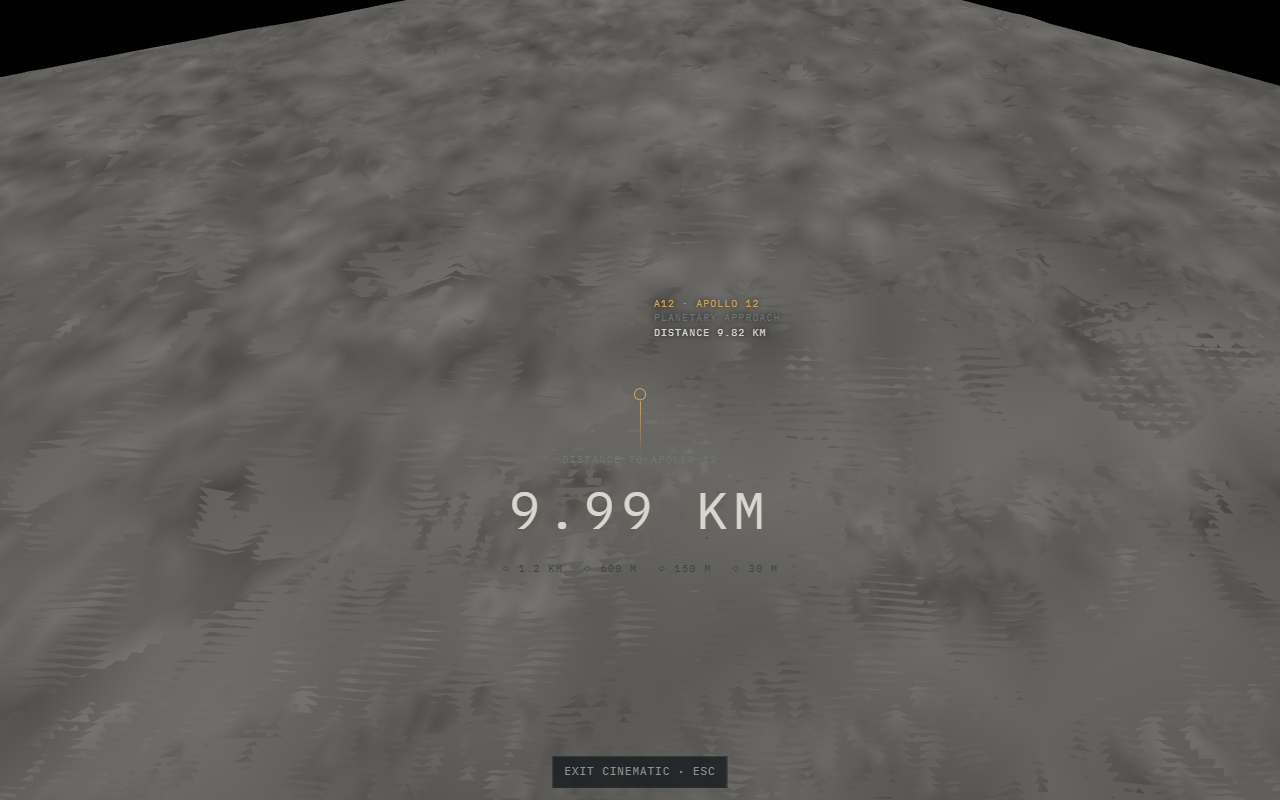 A12 · APOLLO 12
PLANETARY APPROACH
DISTANCE 9.82 KM
DISTANCE TO APOLLO 12
9.99 KM
◇ 1.2 KM ◇ 600 M ◇ 150 M ◇ 30 M
EXIT CINEMATIC · ESC